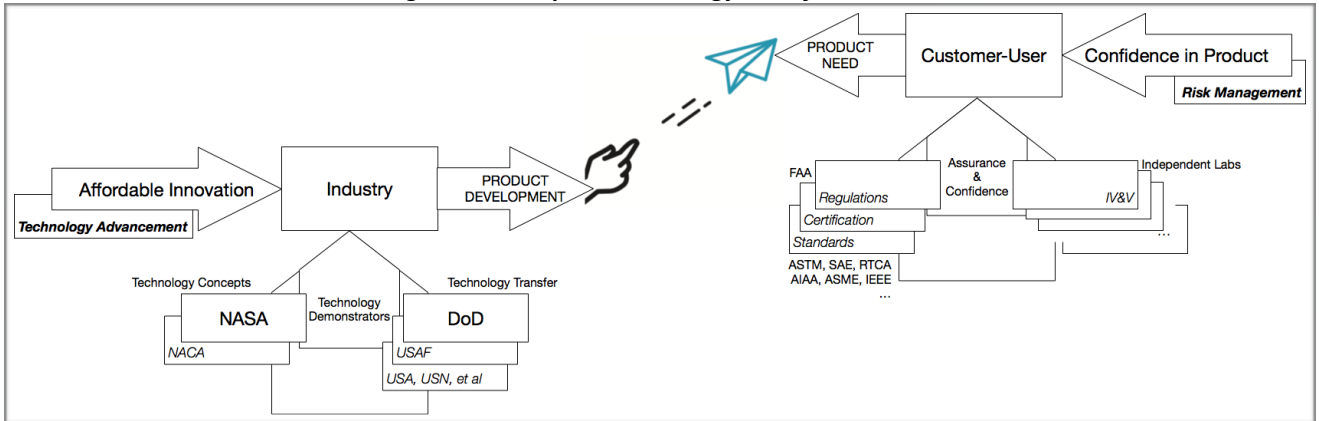 PRODUCT
NEED
Customer-User
Confidence in Product
Risk Management
Affordable Innovation
Technology Advancement
Industry
PRODUCT
DEVELOPMENT
FAA
Regulations
Certification
Standards
ASTM, SAE, RTCA
AIAA, ASME, IEEE
...
Assurance
&
Confidence
Independent Labs
IV&V
...
Technology Concepts
NASA
NACA
Technology
Demonstrators
Technology Transfer
DoD
USAF
USA, USN, et al